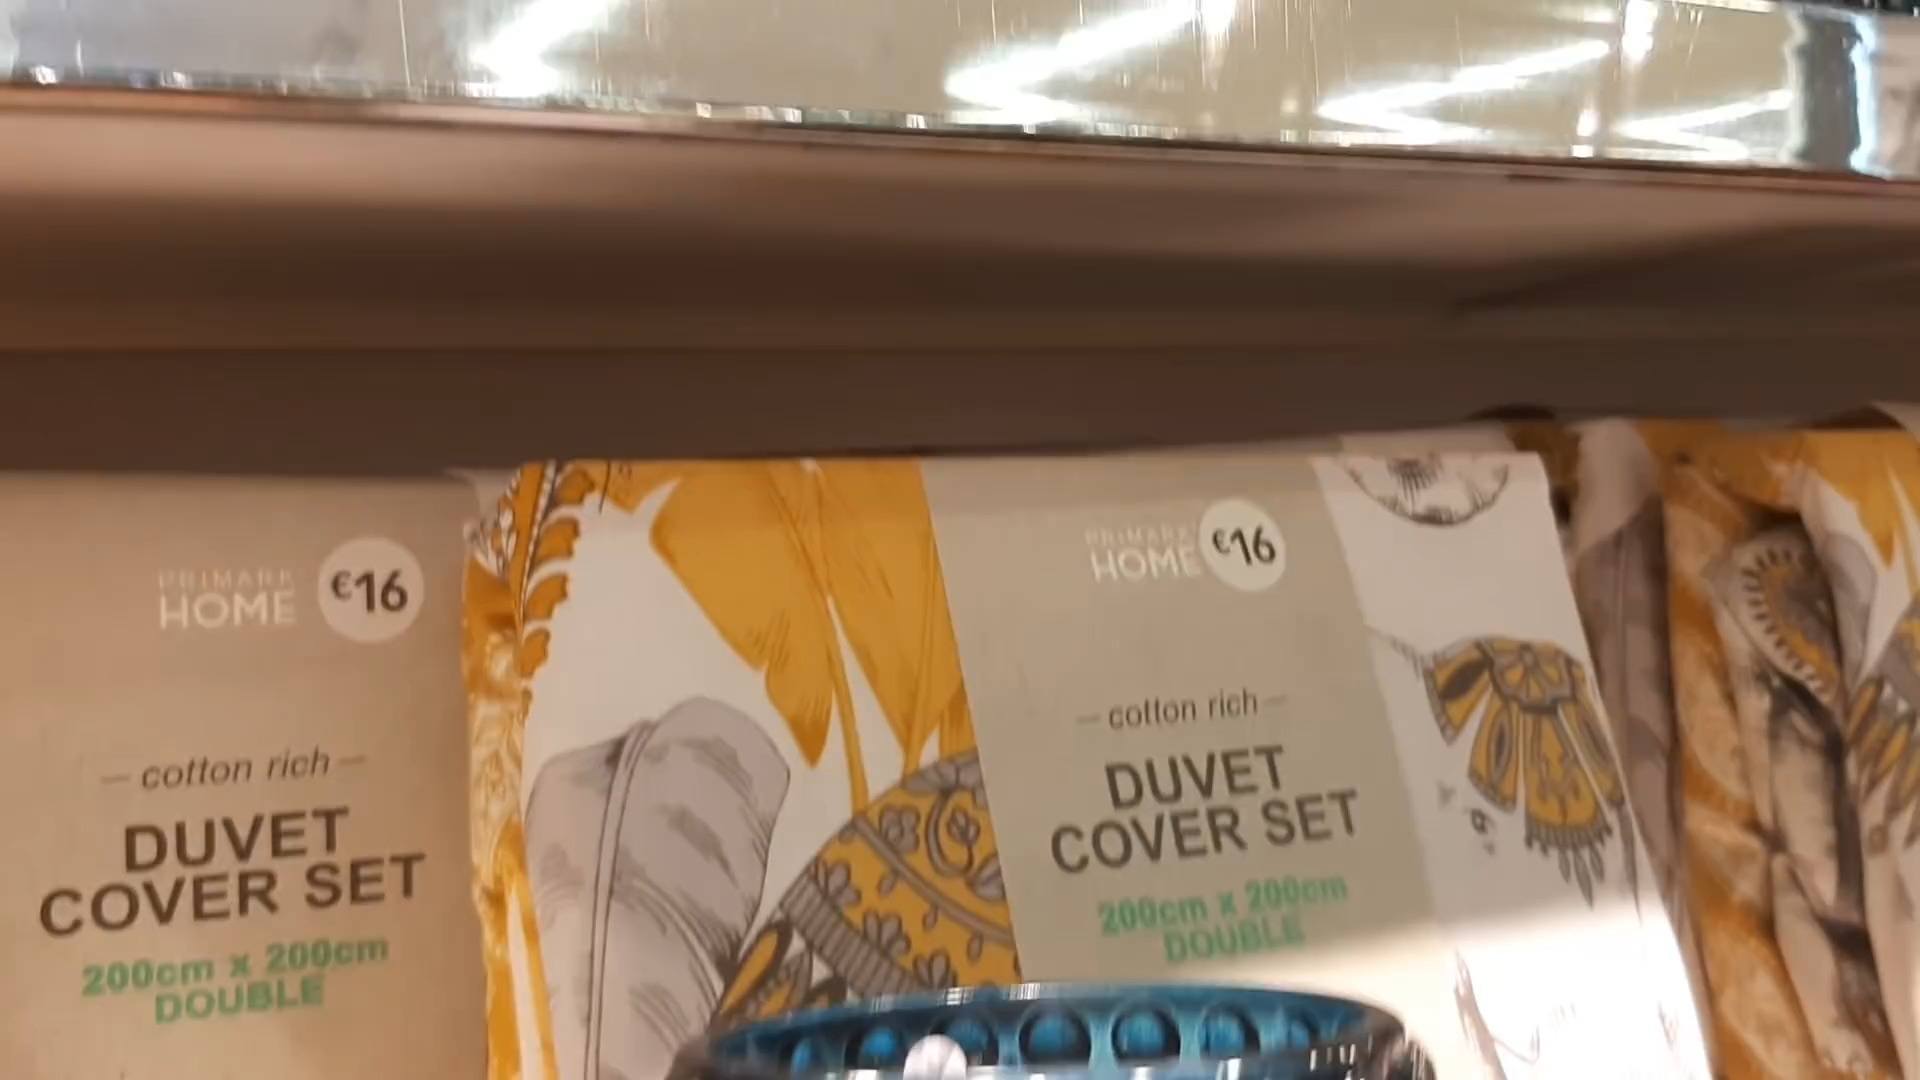 PRIMARK
HOME
€16
cotton rich
DUVET
COVER SET
200cm x 200cm
DOUBLE
PRIMARK
HOME
€16
cotton rich
DUVET
COVER SET
200cm x 200cm
DOUBLE